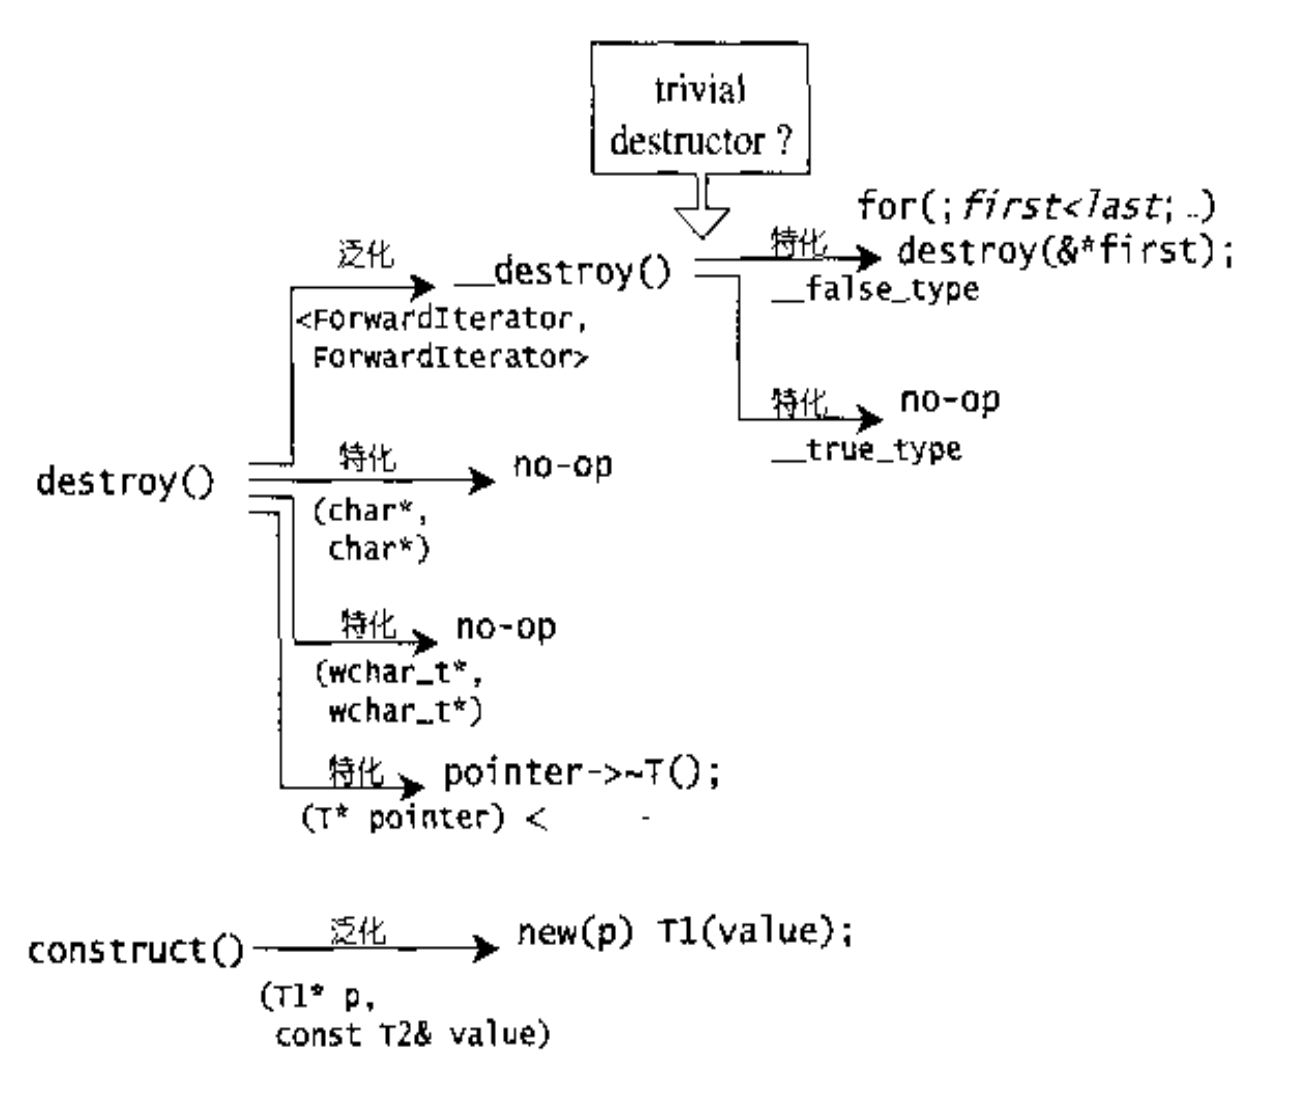 trivial
destructor ?
for(;first<last; ..)
特化
destroy(&*first);
泛化
__destroy()
__false_type
<ForwardIterator,
ForwardIterator>
特化
no-op
__true_type
特化
no-op
destroy()
(char*,
char*)
特化
no-op
(wchar_t*,
wchar_t*)
特化
pointer->~T();
(T* pointer) <
泛化
new(p) T1(value);
construct()
(T1* p,
const T2& value)